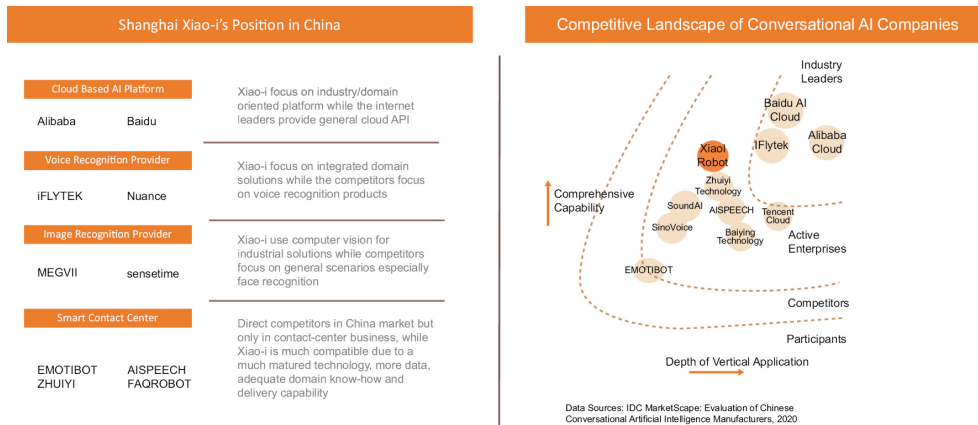 Shanghai Xiao-i's Position in China
Cloud Based AI Platform
Alibaba Baidu
Xiao-i focus on industry/domain
oriented platform while the internet
leaders provide general cloud API
Voice Recognition Provider
iFLYTEK Nuance
Xiao-i focus on integrated domain
solutions while the competitors focus
on voice recognition products
Image Recognition Provider
MEGVII sensetime
Xiao-i use computer vision for
industrial solutions while competitors
focus on general scenarios especially
face recognition
Smart Contact Center
EMOTIBOT AISPEECH
ZHUIYI FAQROBOT
Direct competitors in China market but
only in contact-center business, while
Xiao-i is much compatible due to a
much matured technology, more data,
adequate domain know-how and
delivery capability
Competitive Landscape of Conversational AI Companies
Industry
Leaders
Baidu AI
Cloud
IFlytek
Alibaba
Cloud
XiaoI
Robot
Zhuiyi
Technology
Comprehensive
Capability
SoundAI
AISPEECH
Tencent
Cloud
SinoVoice
Baiying
Technology
Active
Enterprises
EMOTIBOT
Competitors
Participants
Depth of Vertical Application
Data Sources: IDC MarketScape: Evaluation of Chinese
Conversational Artificial Intelligence Manufacturers, 2020